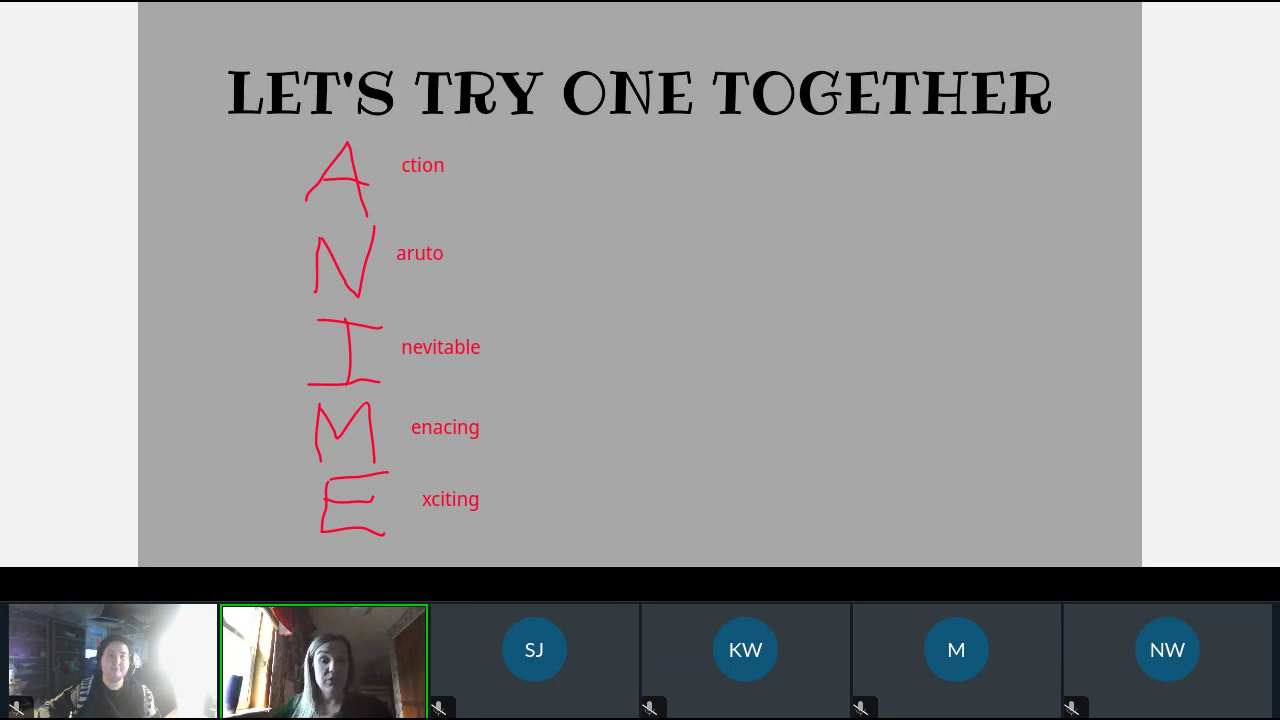 LET'S TRY ONE TOGETHER
A ction
N aruto
I nevitable
M enacing
E xciting
SJ KW M NW